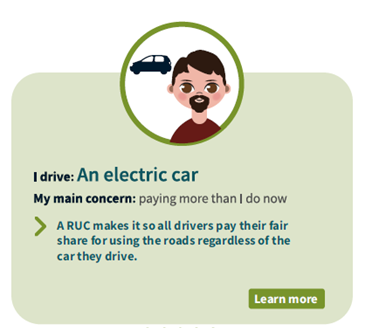 I drive: An electric car
My main concern: paying more than I do now
A RUC makes it so all drivers pay their fair
share for using the roads regardless of the
car they drive.
Learn more